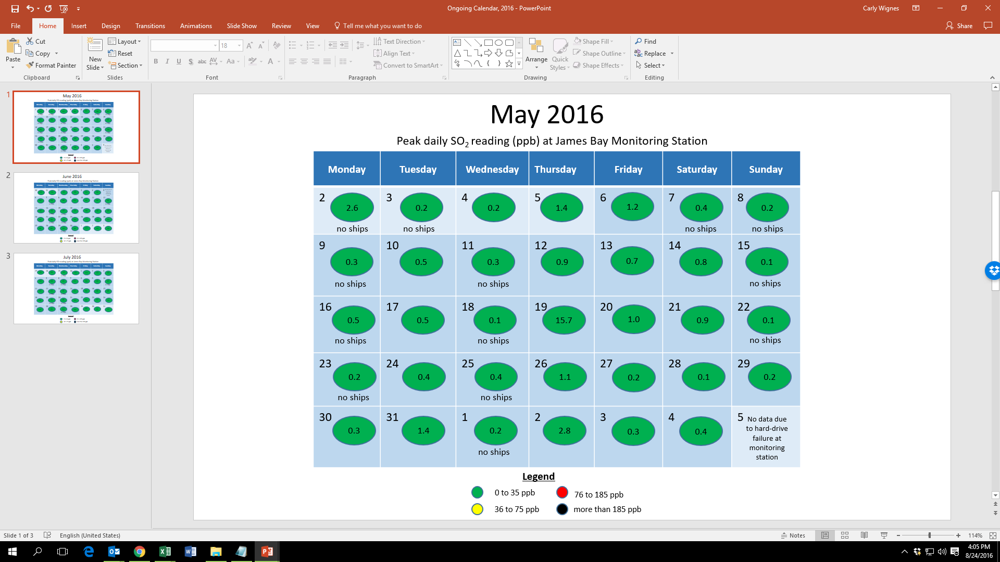 Ongoing Calendar, 2016 - PowerPoint
Carly Wignes
File Home Insert Design Transitions Animations Slide Show Review View Tell me what you want to do Share
Paste Cut Copy Format Painter Clipboard
New Slide Layout Reset Section Slides
18
B I U S abc AV Aa A Font
Text Direction Align Text Convert to SmartArt Paragraph
Arrange Quick Styles Shape Fill Shape Outline Shape Effects Drawing
Find Replace Select Editing
1
May 2016
2
June 2016
3
July 2016
May 2016
Peak daily SO2 reading (ppb) at James Bay Monitoring Station
Monday Tuesday Wednesday Thursday Friday Saturday Sunday
2 3 4 5 6 7 8
2.6 0.2 0.2 1.4 1.2 0.4 0.2
no ships no ships no ships no ships
9 10 11 12 13 14 15
0.3 0.5 0.3 0.9 0.7 0.8 0.1
no ships no ships no ships
16 17 18 19 20 21 22
0.5 0.5 0.1 15.7 1.0 0.9 0.1
no ships no ships no ships
23 24 25 26 27 28 29
0.2 0.4 0.4 1.1 0.2 0.1 0.2
no ships no ships
30 31 1 2 3 4 5
0.3 1.4 0.2 2.8 0.3 0.4
no ships
No data due
to hard-drive
failure at
monitoring
station
Legend
0 to 35 ppb 76 to 185 ppb
36 to 75 ppb more than 185 ppb
Slide 1 of 3 English (United States) Notes 114%
4:05 PM
8/24/2016